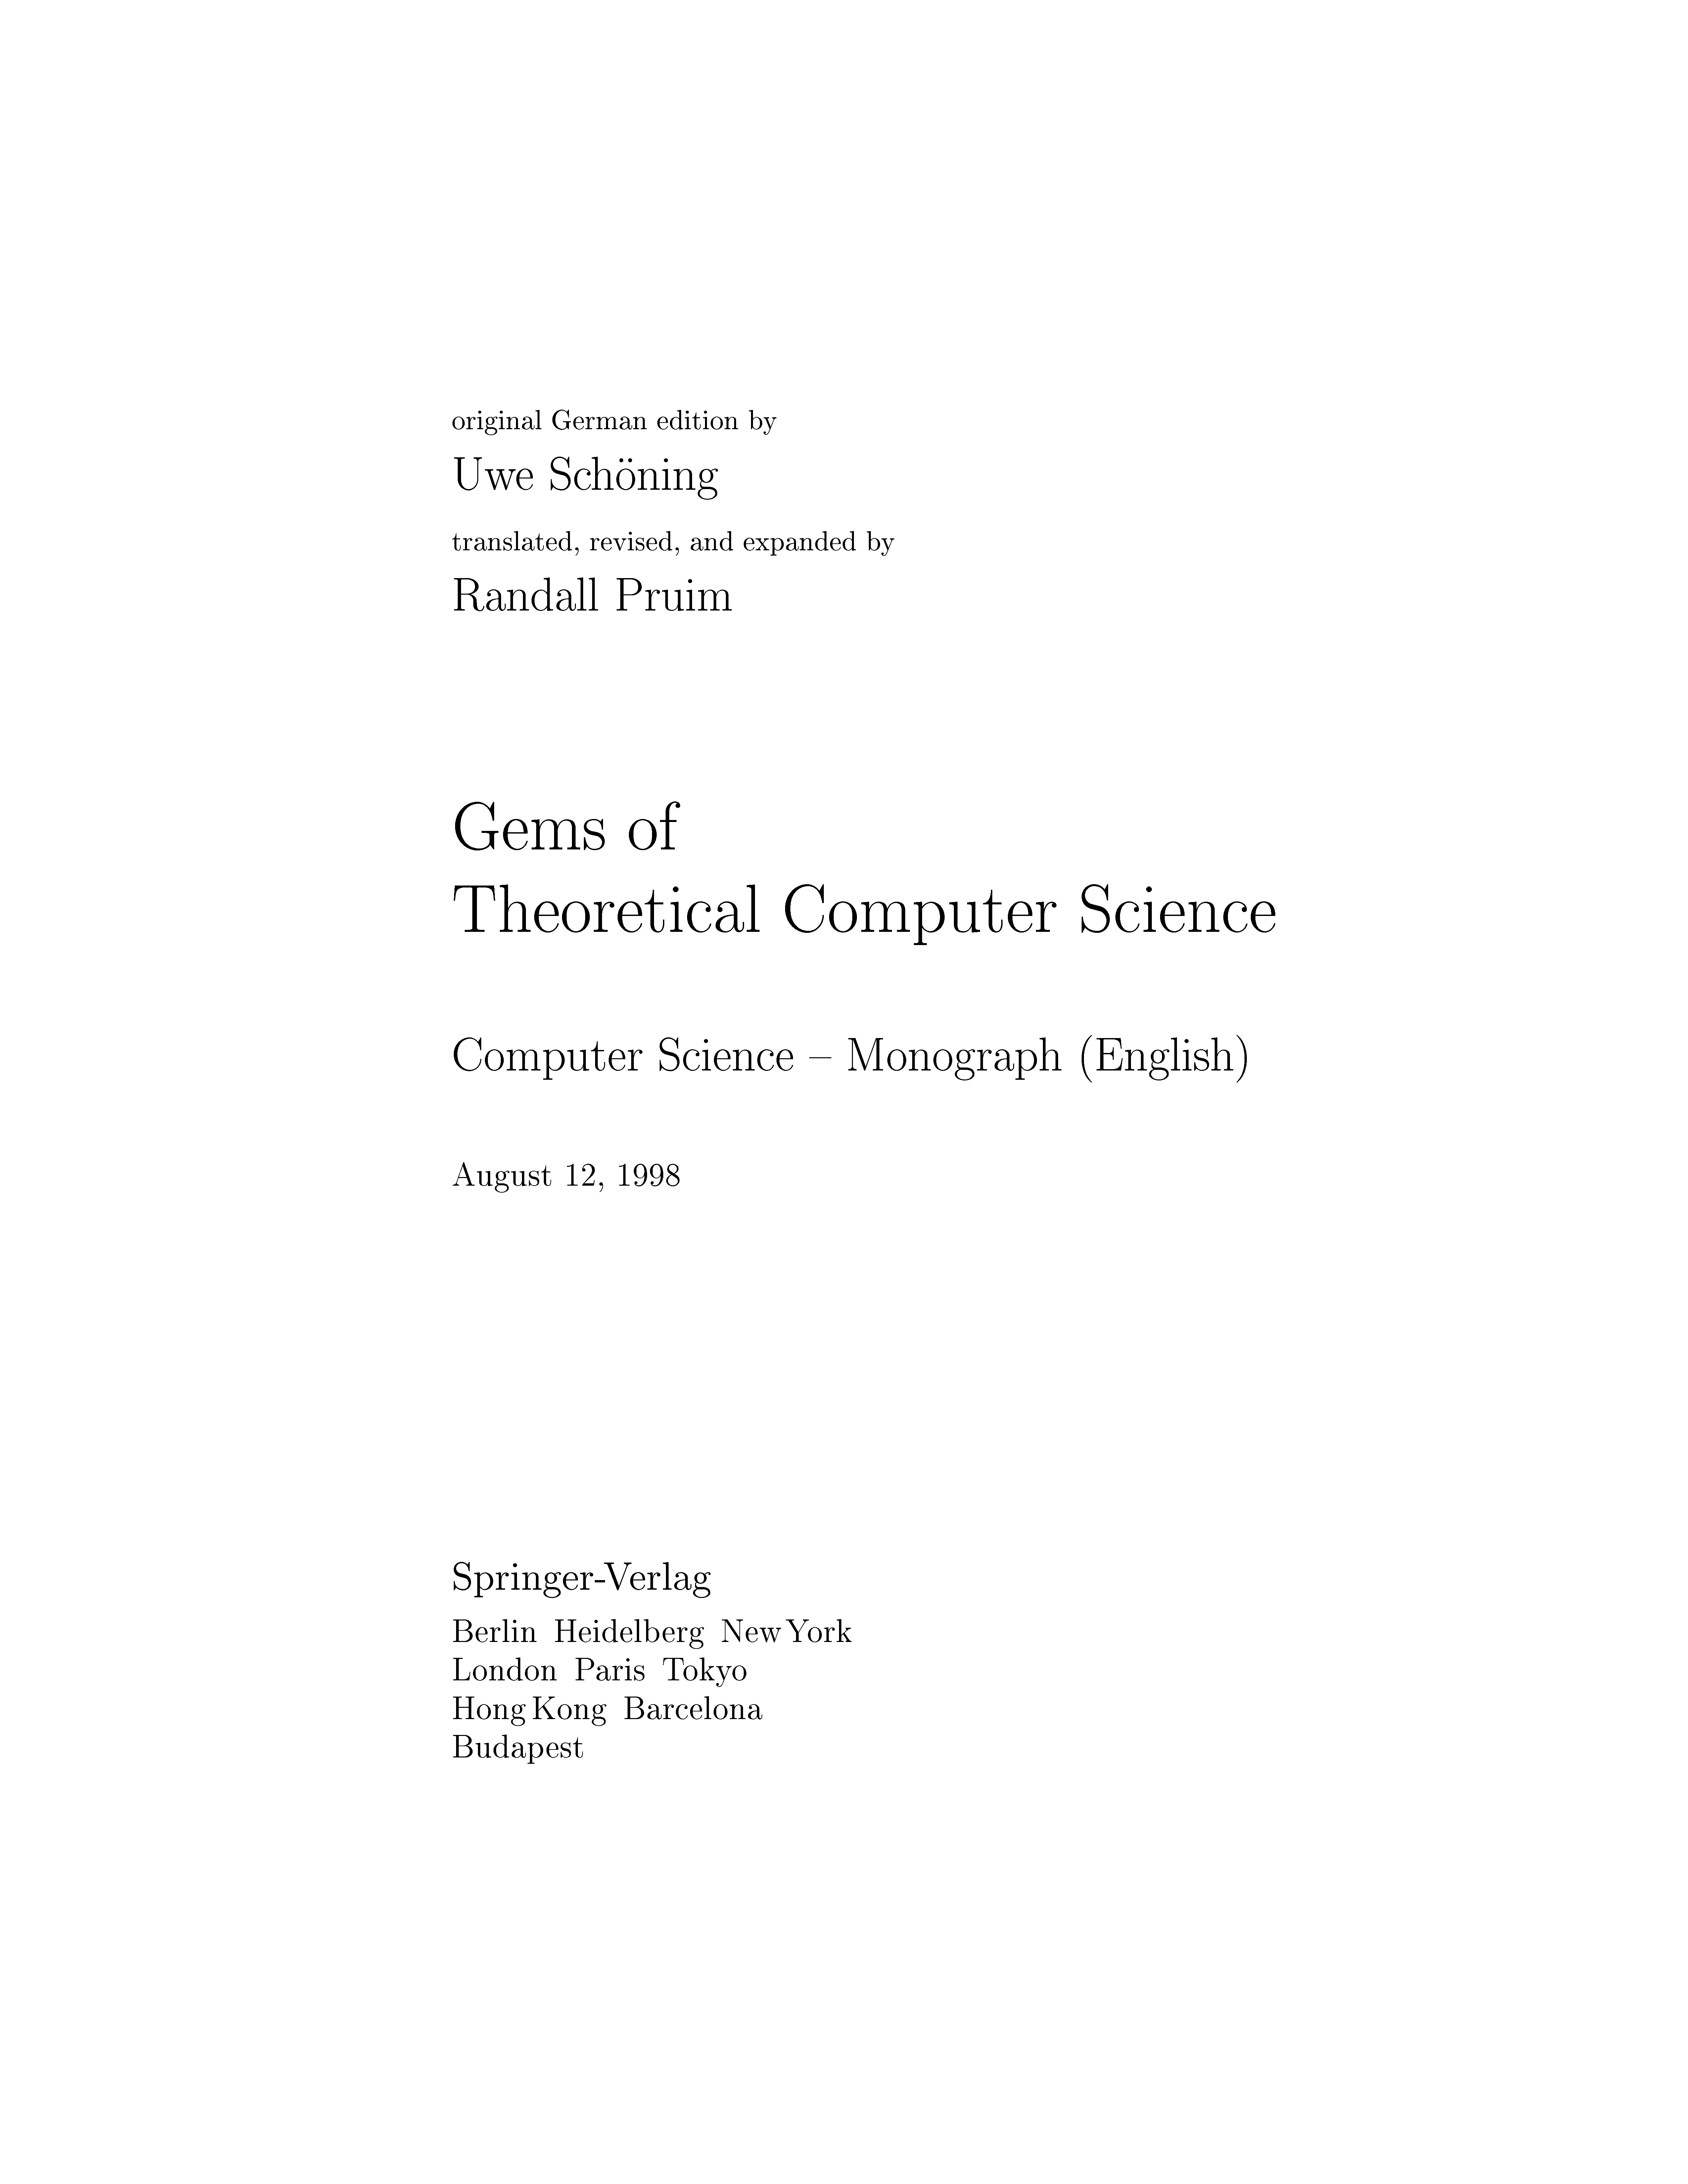 original German edition by
Uwe Schöning
translated, revised, and expanded by
Randall Pruim
Gems of
Theoretical Computer Science
Computer Science – Monograph (English)
August 12, 1998
Springer-Verlag
Berlin Heidelberg New York
London Paris Tokyo
Hong Kong Barcelona
Budapest